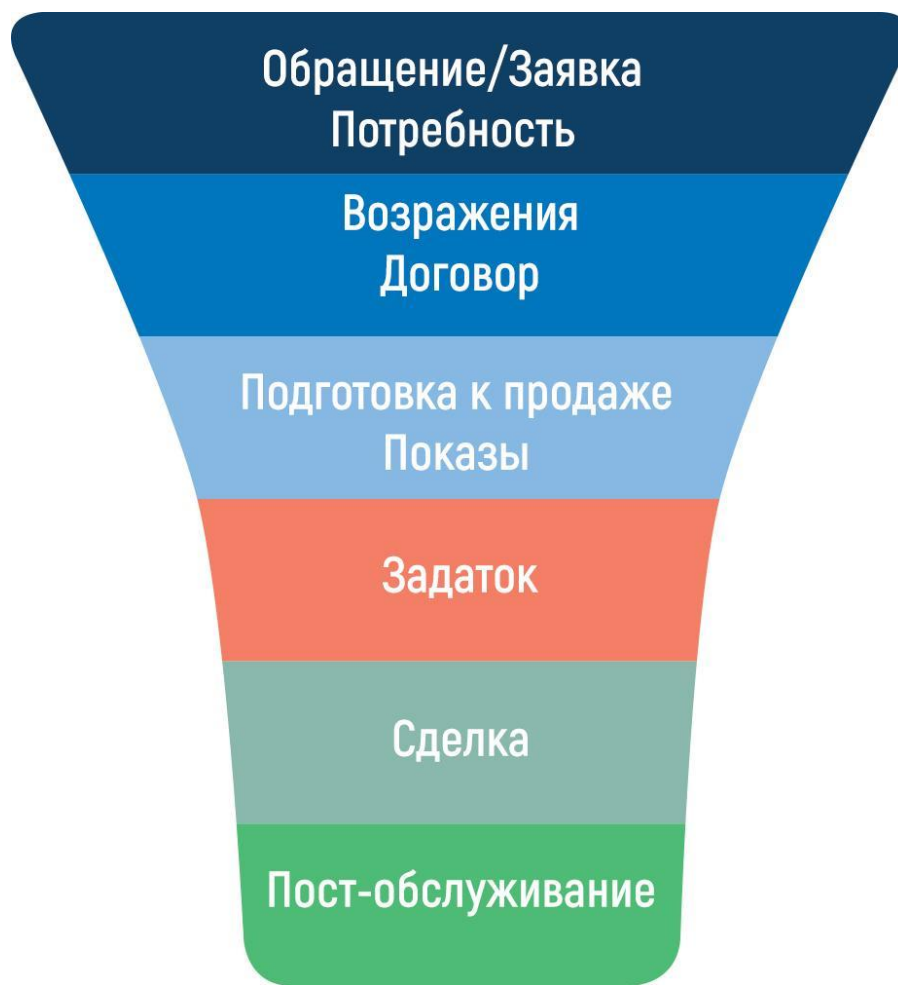 Обращение/Заявка
Потребность
Возражения
Договор
Подготовка к продаже
Показы
Задаток
Сделка
Пост-обслуживание